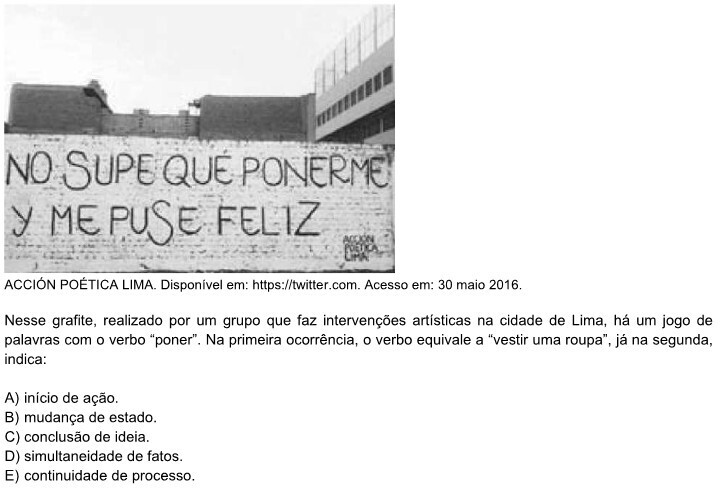 NO SUPE QUÉ PONERME
Y ME PUSE FELIZ
ACCIÓN
POÉTICA
LIMA
ACCIÓN POÉTICA LIMA. Disponível em: https://twitter.com. Acesso em: 30 maio 2016.
Nesse grafite, realizado por um grupo que faz intervenções artísticas na cidade de Lima, há um jogo de
palavras com o verbo “poner”. Na primeira ocorrência, o verbo equivale a “vestir uma roupa”, já na segunda,
indica:
A) início de ação.
B) mudança de estado.
C) conclusão de ideia.
D) simultaneidade de fatos.
E) continuidade de processo.